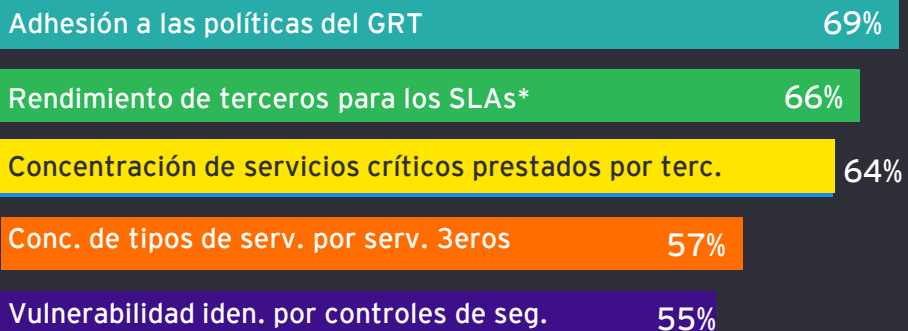 Adhesión a las políticas del GRT 69%
Rendimiento de terceros para los SLAs* 66%
Concentración de servicios críticos prestados por terc. 64%
Conc. de tipos de serv. por serv. 3eros 57%
Vulnerabilidad iden. por controles de seg. 55%